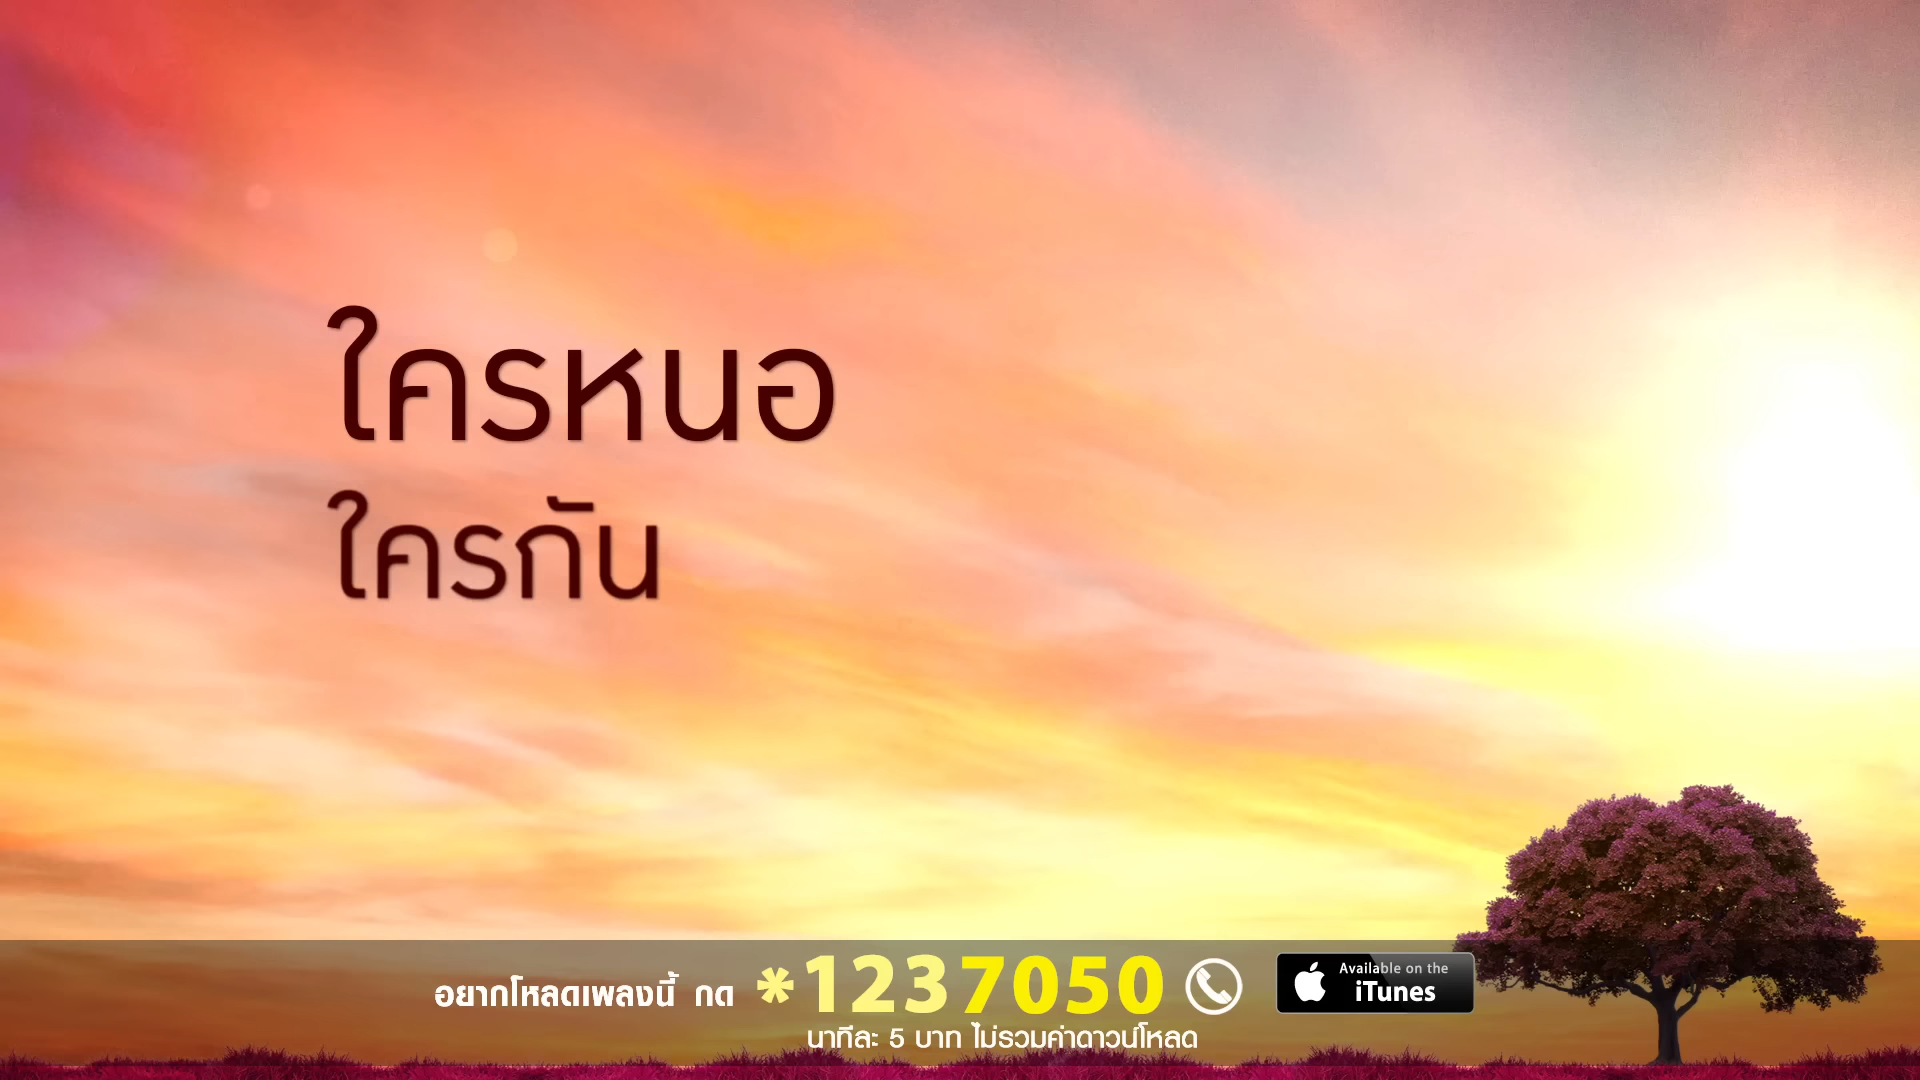 ใครหนอ
ใครกัน
อยากโหลดเพลงนี้ กด *1237050
Available on the
iTunes
นาทีละ 5 บาท ไม่รวมค่าดาวน์โหลด